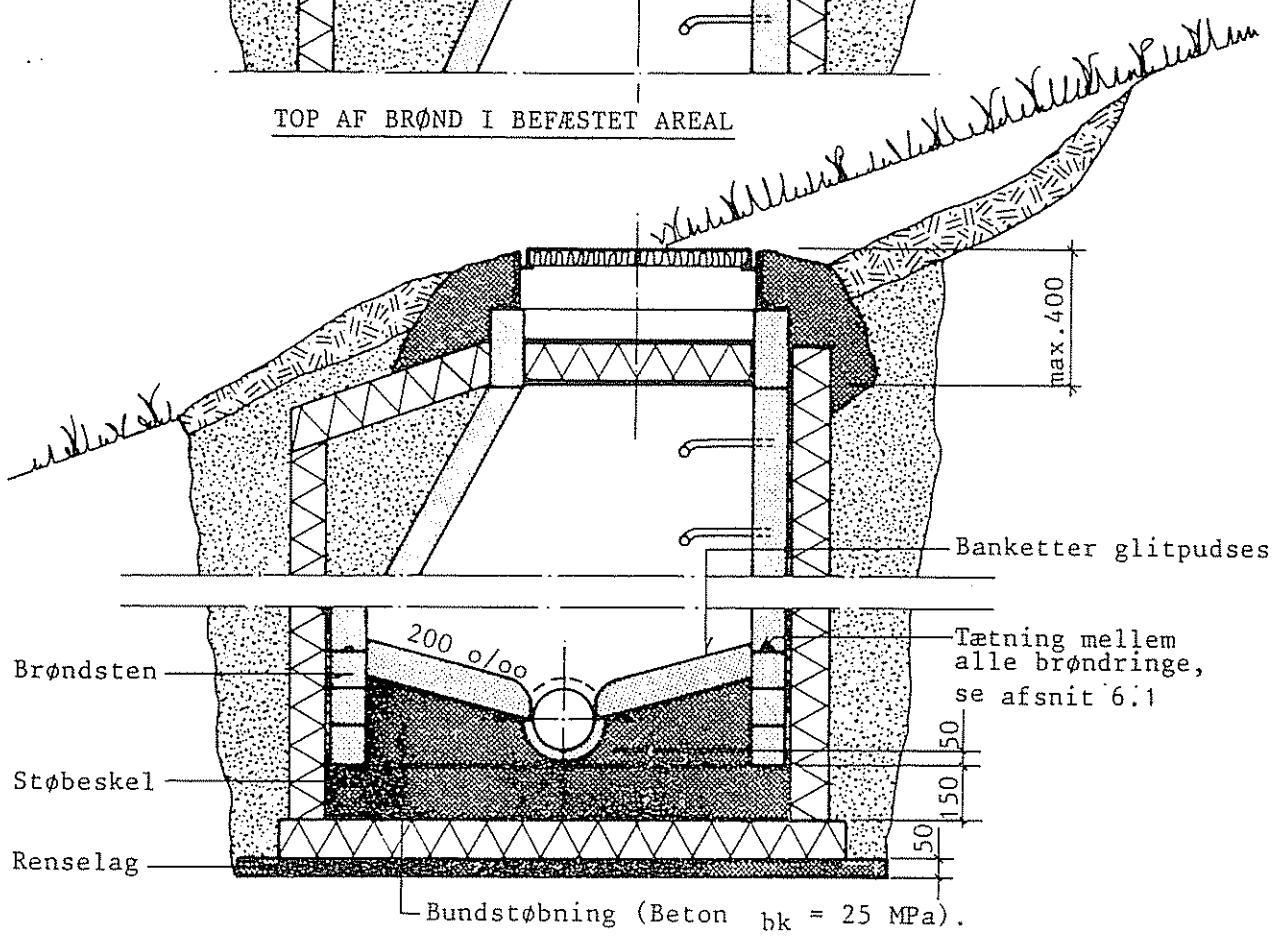 TOP AF BRØND I BEFÆSTET AREAL
max.400
Banketter glitpudses
200 o/oo
Tætning mellem
alle brøndringe,
se afsnit 6.1
Brøndsten
50
Støbeskel
150
50
Renselag
Bundstøbning (Beton bk = 25 MPa).